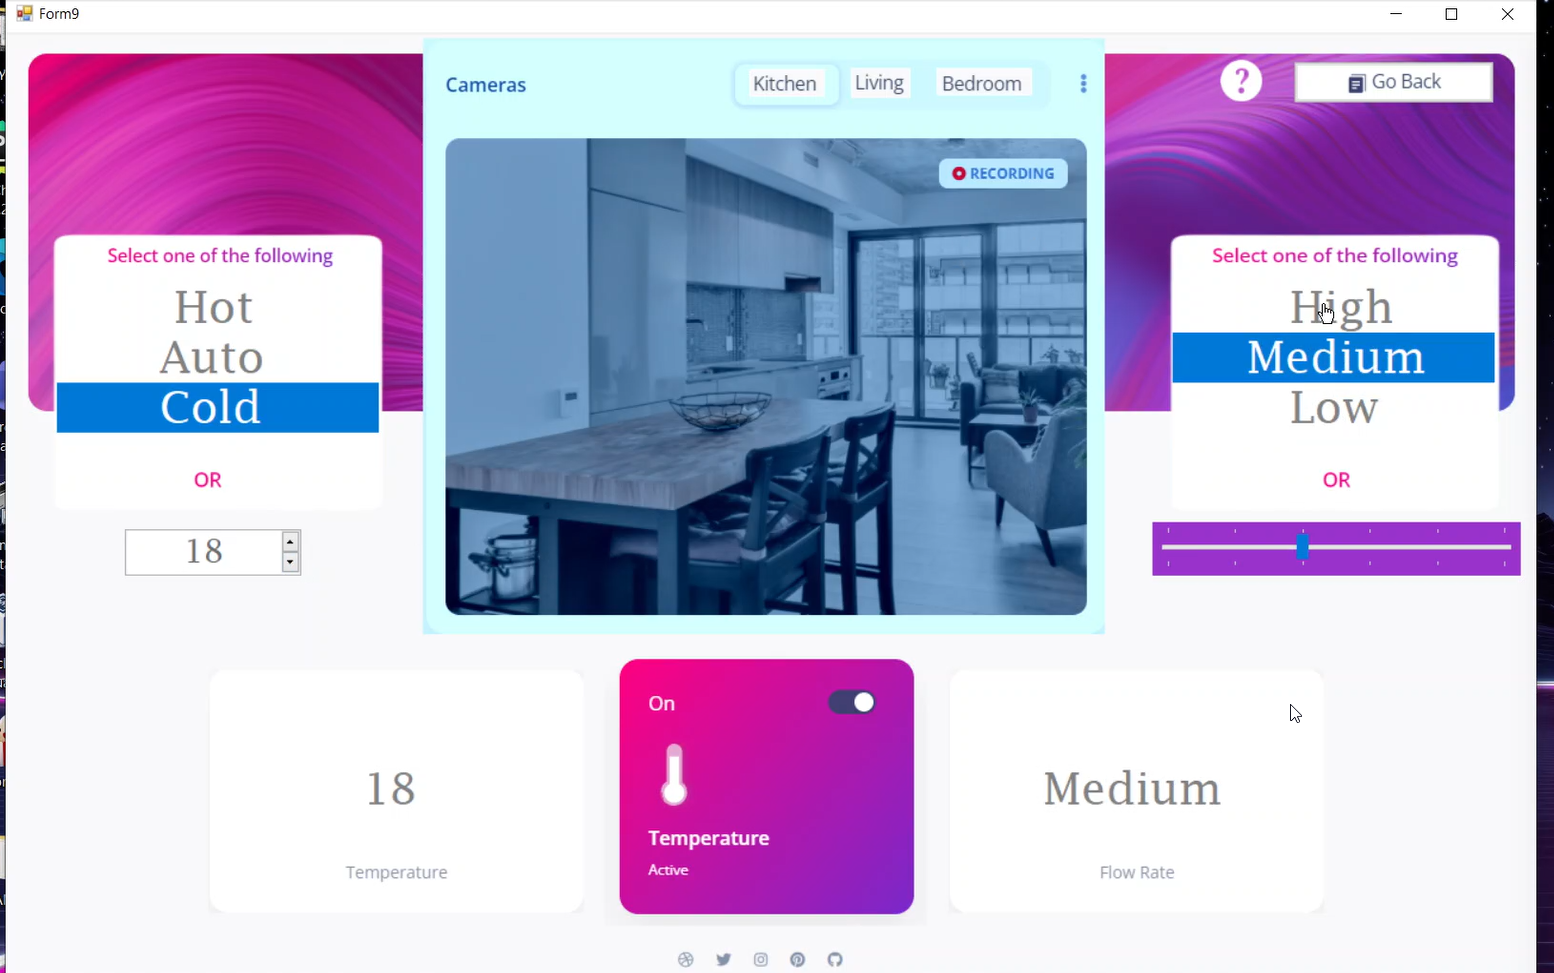 Form9
Cameras
Kitchen
Living
Bedroom
Go Back
?
RECORDING
Select one of the following
Hot
Auto
Cold
OR
18
Select one of the following
High
Medium
Low
OR
18
Temperature
On
Temperature
Active
Medium
Flow Rate